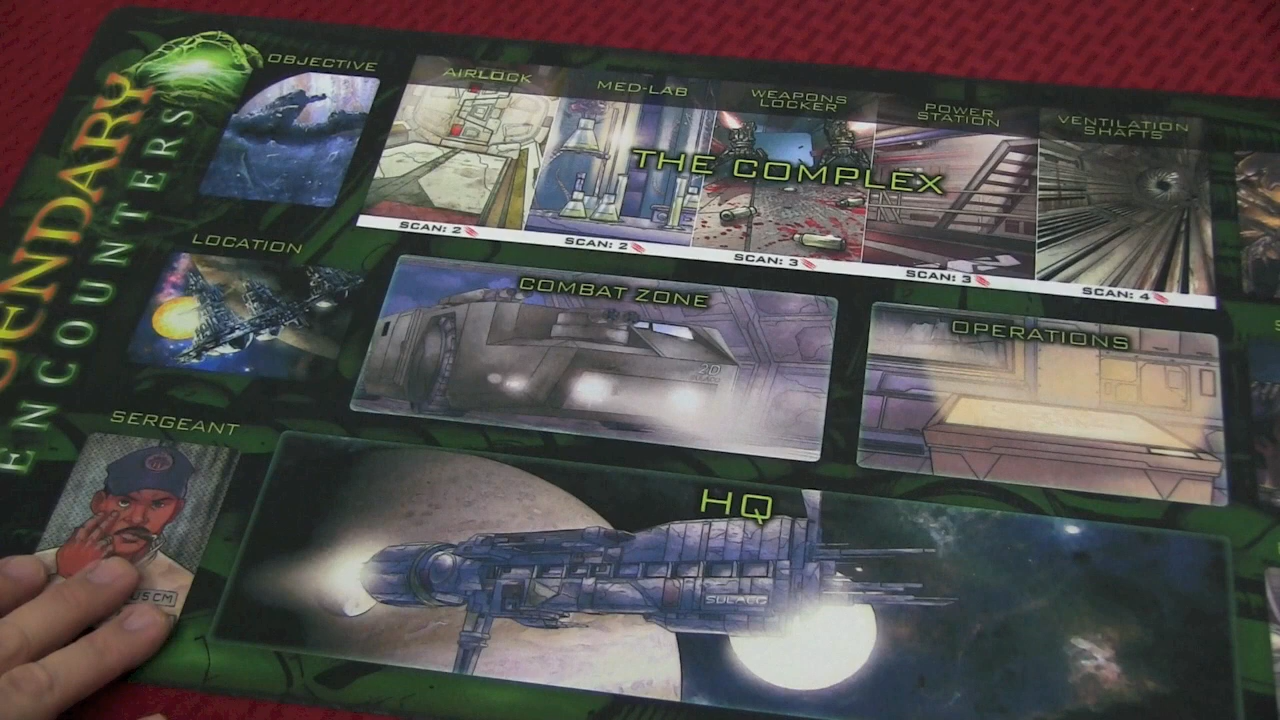 LEGENDARY
ENCOUNTERS
OBJECTIVE
AIRLOCK
MED-LAB
WEAPONS
LOCKER
POWER
STATION
VENTILATION
SHAFTS
THE COMPLEX
SCAN: 2
SCAN: 2
SCAN: 3
SCAN: 3
SCAN: 4
LOCATION
COMBAT ZONE
OPERATIONS
SERGEANT
USCM
HQ
SULACO